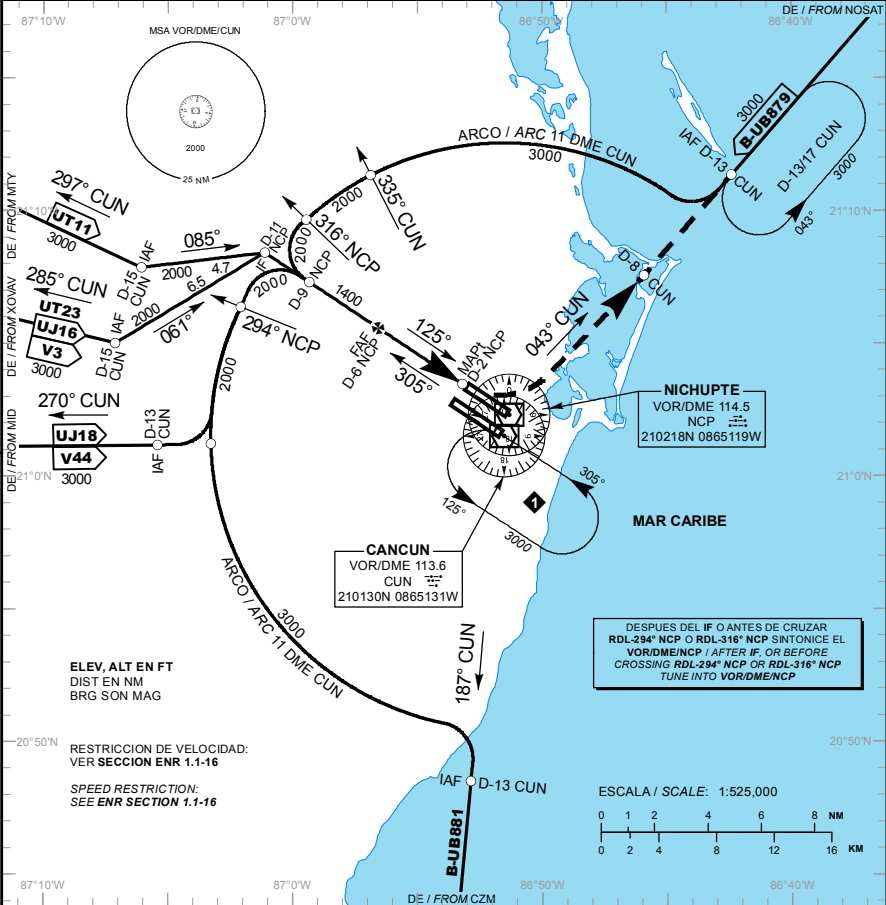 87°10'W
87°0'W
86°50'W
DE / FROM NOSAT
MSA VOR/DME/CUN
2000
25 NM
3000
B-UB879
IAF D-13
CUN
D-13/17 CUN
3000
043°
ARCO / ARC 11 DME CUN
3000
DE / FROM MTY
297° CUN
UT11
3000
21°10'N
21°10'N
335° CUN
2000
316° NCP
2000
085°
2000
4.7
D-11
IF NCP
IAF
D-15
CUN
DE / FROM XOVAV
285° CUN
UT23
UJ16
V3
3000
2000
6.5
061°
IAF
D-15
CUN
2000
294° NCP
D-9 NCP
1400
FAF
D-6 NCP
125°
305°
MAPt
D-2 NCP
043° CUN
D-8
CUN
2000
NICHUPTE
VOR/DME 114.5
NCP
210218N 0865119W
DE / FROM MID
270° CUN
UJ18
V44
3000
D-13
CUN
IAF
21°0'N
21°0'N
0
9
18
125°
305°
3000
1
MAR CARIBE
CANCUN
VOR/DME 113.6
CUN
210130N 0865131W
3000
ARCO / ARC 11 DME CUN
187° CUN
DESPUES DEL IF O ANTES DE CRUZAR
RDL-294° NCP O RDL-316° NCP SINTONICE EL
VOR/DME/NCP / AFTER IF, OR BEFORE
CROSSING RDL-294° NCP OR RDL-316° NCP
TUNE INTO VOR/DME/NCP
ELEV, ALT EN FT
DIST EN NM
BRG SON MAG
20°50'N
20°50'N
RESTRICCION DE VELOCIDAD:
VER SECCION ENR 1.1-16
SPEED RESTRICTION:
SEE ENR SECTION 1.1-16
IAF D-13 CUN
B-UB881
ESCALA / SCALE: 1:525,000
0 1 2 4 6 8 NM
0 2 4 8 12 16 KM
87°10'W
87°0'W
86°50'W
86°40'W
DE / FROM CZM